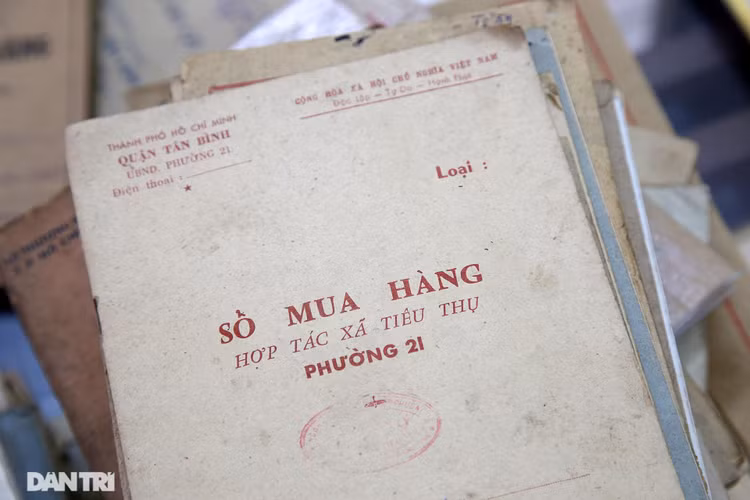 CỘNG HÒA XÃ HỘI CHỦ NGHĨA VIỆT NAM
Độc Lập — Tự Do — Hạnh Phúc
THÀNH PHỐ HỒ CHÍ MINH
QUẬN TÂN BÌNH
UBND. PHƯỜNG 21
Điện thoại :
Loại :
SỔ MUA HÀNG
HỢP TÁC XÃ TIÊU THỤ
PHƯỜNG 21
DÂN TRÍ